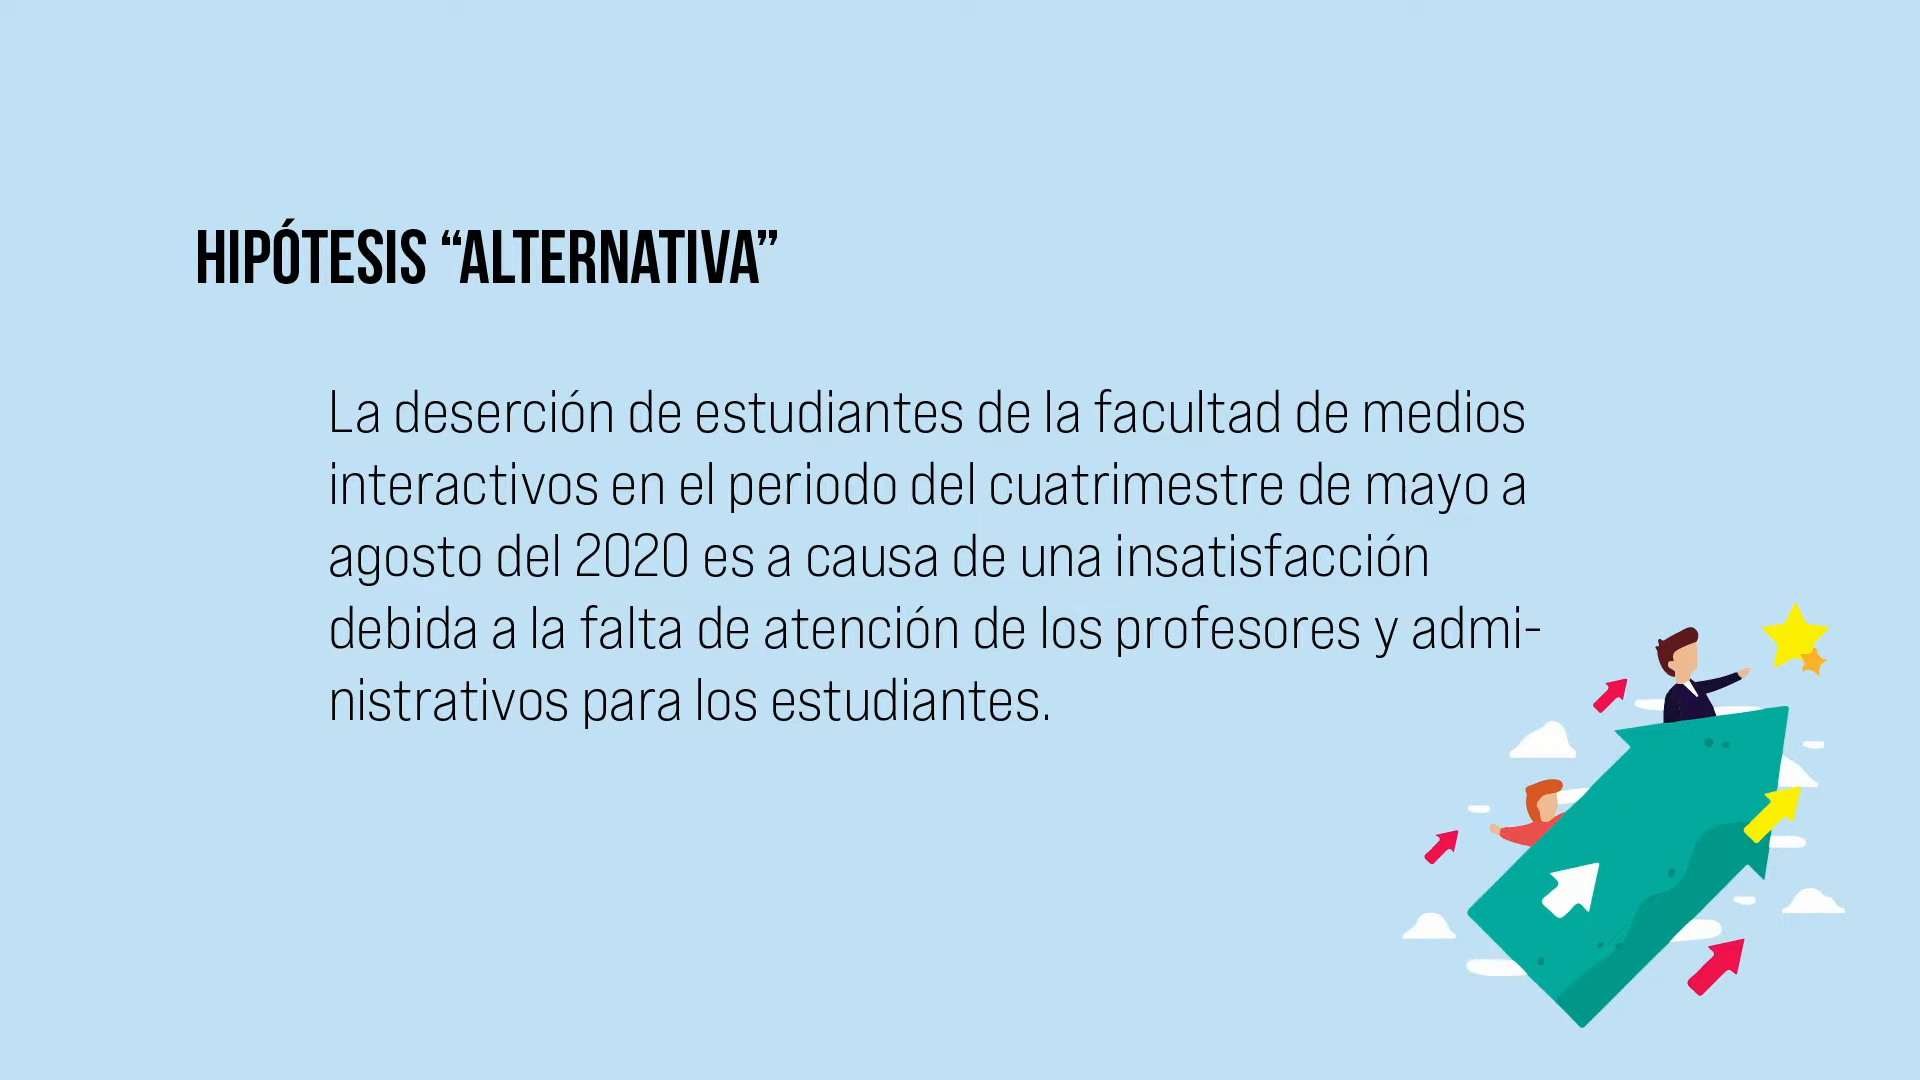 HIPÓTESIS “ALTERNATIVA”
La deserción de estudiantes de la facultad de medios
interactivos en el periodo del cuatrimestre de mayo a
agosto del 2020 es a causa de una insatisfacción
debida a la falta de atención de los profesores y admi-
nistrativos para los estudiantes.